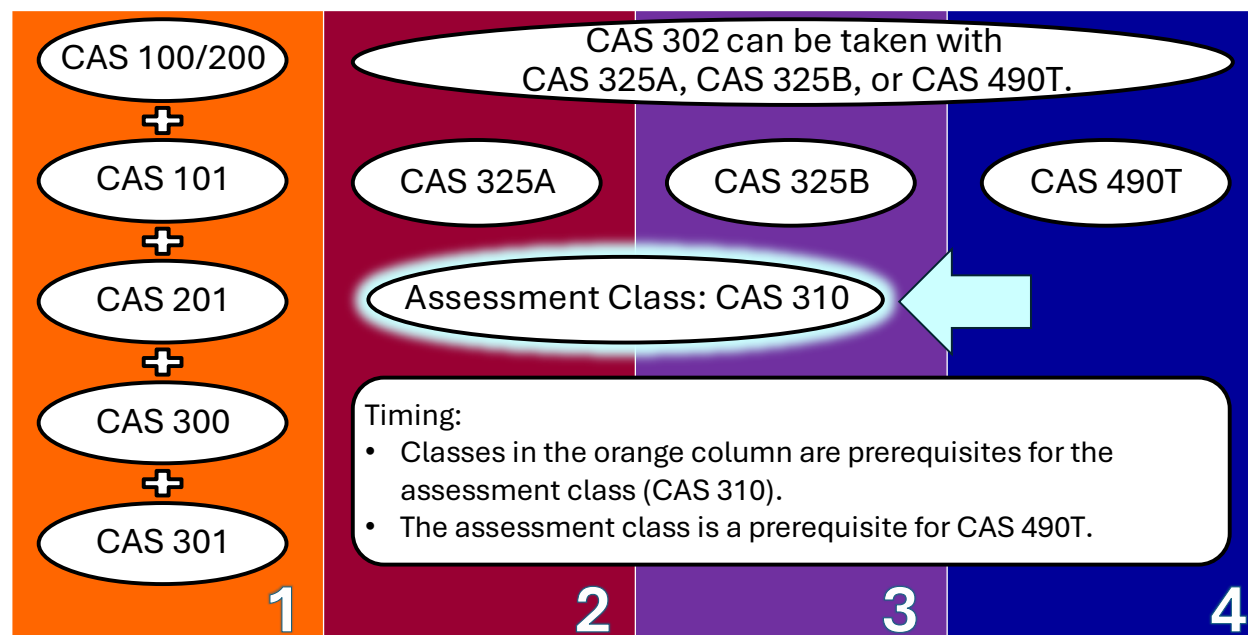 CAS 100/200
CAS 101
CAS 201
CAS 300
CAS 301
1
CAS 302 can be taken with
CAS 325A, CAS 325B, or CAS 490T.
CAS 325A
CAS 325B
CAS 490T
Assessment Class: CAS 310
Timing:
• Classes in the orange column are prerequisites for the
assessment class (CAS 310).
• The assessment class is a prerequisite for CAS 490T.
2
3
4